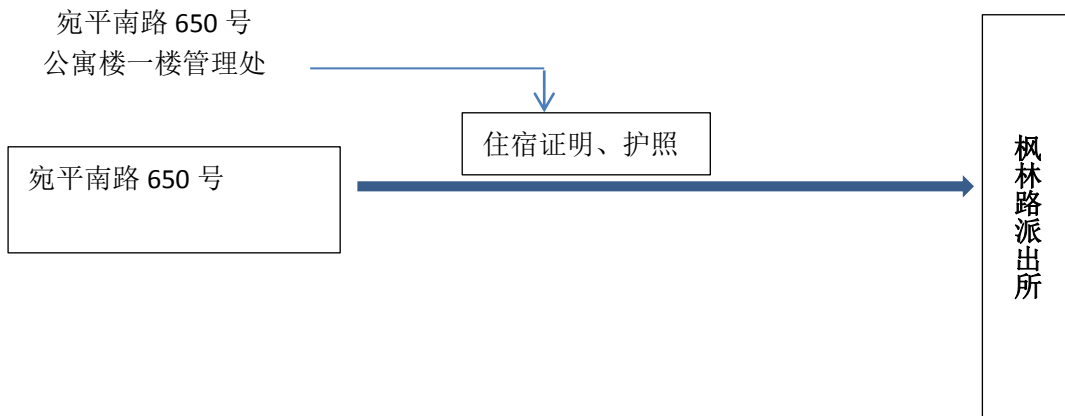 宛平南路 650 号
公寓楼一楼管理处
住宿证明、护照
宛平南路 650 号
枫林路派出所